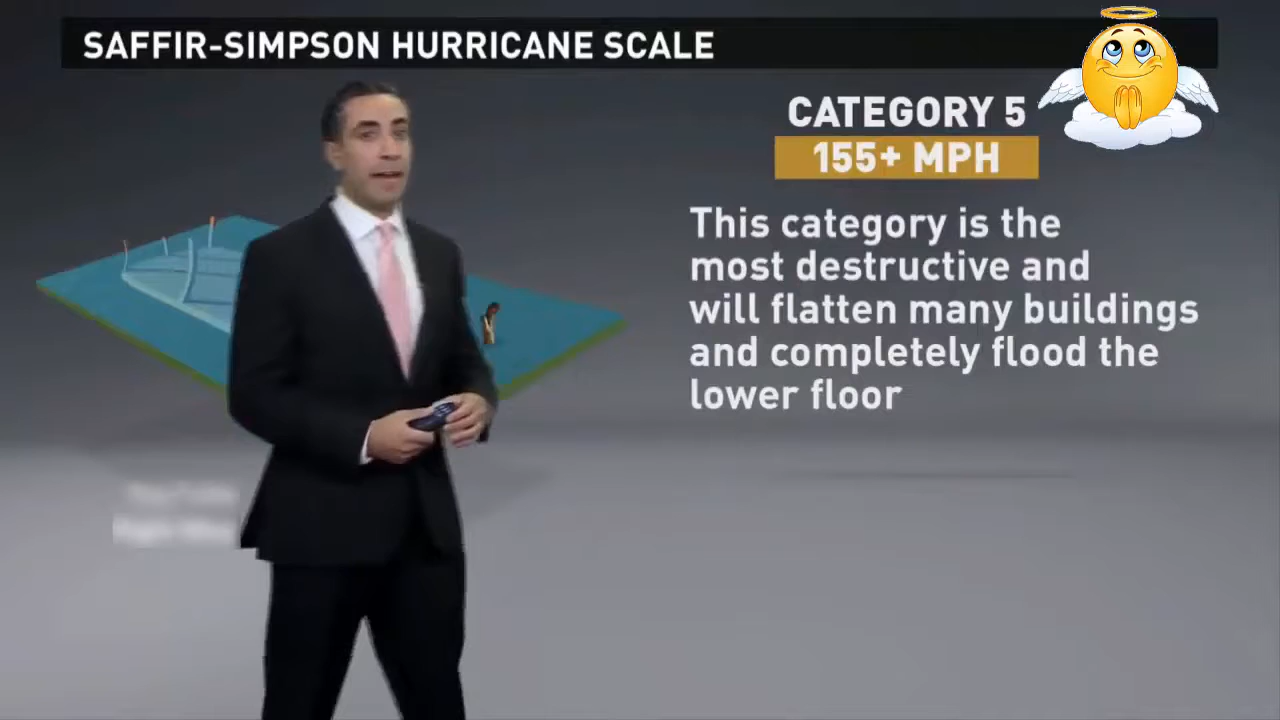 SAFFIR-SIMPSON HURRICANE SCALE
CATEGORY 5
155+ MPH
This category is the
most destructive and
will flatten many buildings
and completely flood the
lower floor